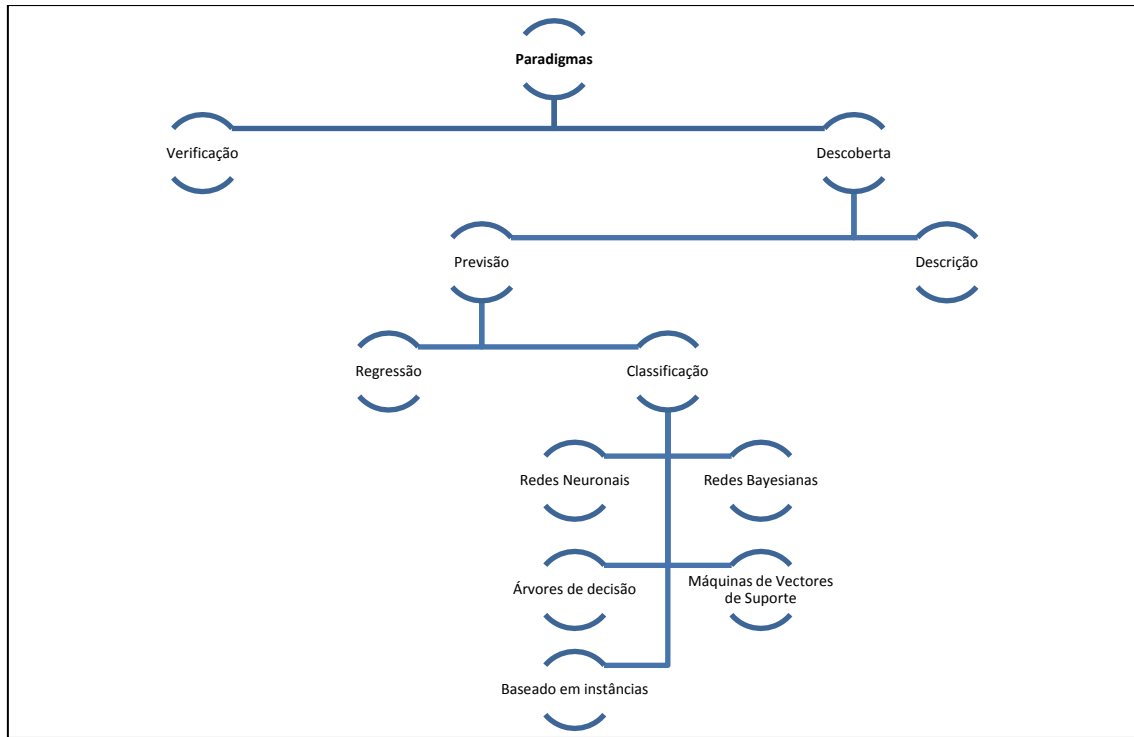 Paradigmas
Verificação
Descoberta
Previsão
Descrição
Regressão
Classificação
Redes Neuronais
Redes Bayesianas
Árvores de decisão
Máquinas de Vectores
de Suporte
Baseado em instâncias